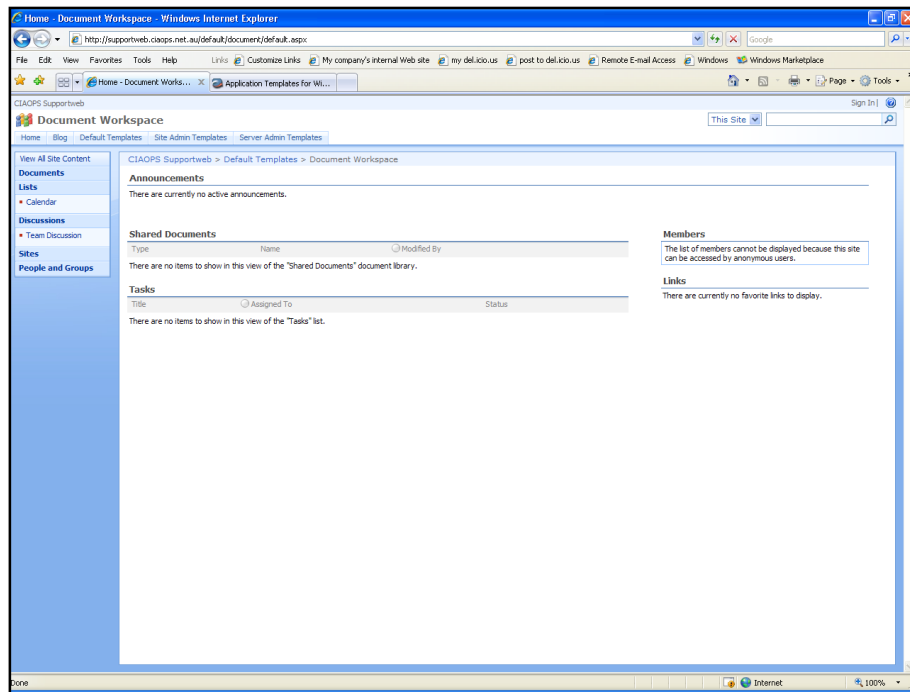 Home - Document Workspace - Windows Internet Explorer
http://supportweb.ciaops.net.au/default/document/default.aspx
Google
File Edit View Favorites Tools Help Links Customize Links My company's internal Web site my del.icio.us post to del.icio.us Remote E-mail Access Windows Windows Marketplace
Home - Document Works... X Application Templates for Wi... Page Tools
CIAOPS Supportweb Sign In |
Document Workspace This Site
Home Blog Default Templates Site Admin Templates Server Admin Templates
View All Site Content
Documents
Lists
Calendar
Discussions
Team Discussion
Sites
People and Groups
CIAOPS Supportweb > Default Templates > Document Workspace
Announcements
There are currently no active announcements.
Shared Documents
Type Name Modified By
There are no items to show in this view of the "Shared Documents" document library.
Tasks
Title Assigned To Status
There are no items to show in this view of the "Tasks" list.
Members
The list of members cannot be displayed because this site
can be accessed by anonymous users.
Links
There are currently no favorite links to display.
Done Internet 100%